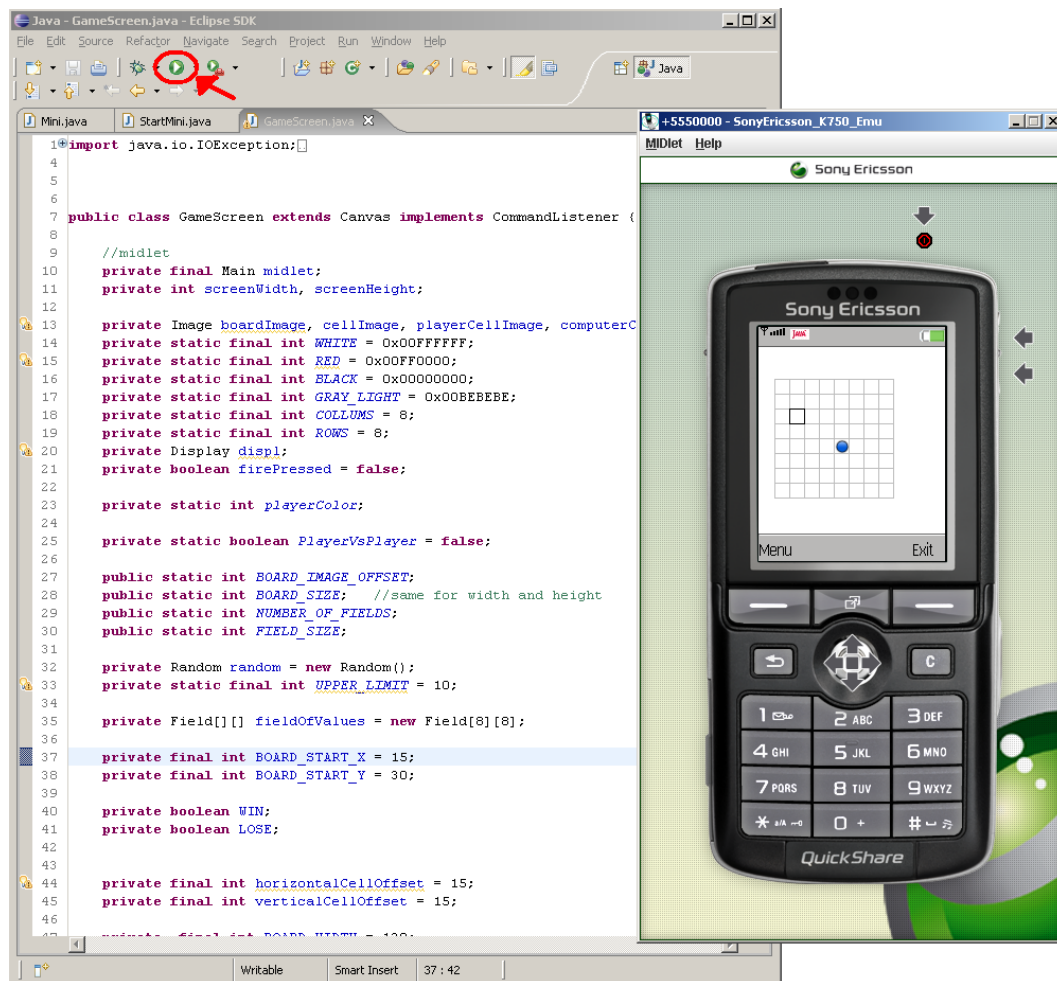 Java - GameScreen.java - Eclipse SDK
File Edit Source Refactor Navigate Search Project Run Window Help
Java
Mini.java StartMini.java GameScreen.java
1 import java.io.IOException;
4
5
6
7 public class GameScreen extends Canvas implements CommandListener {
8
9 //midlet
10 private final Main midlet;
11 private int screenWidth, screenHeight;
12
13 private Image boardImage, cellImage, playerCellImage, computerC
14 private static final int WHITE = 0x00FFFFFF;
15 private static final int RED = 0x00FF0000;
16 private static final int BLACK = 0x00000000;
17 private static final int GRAY_LIGHT = 0x00BEBEBE;
18 private static final int COLLUMS = 8;
19 private static final int ROWS = 8;
20 private Display displ;
21 private boolean firePressed = false;
22
23 private static int playerColor;
24
25 private static boolean PlayerVsPlayer = false;
26
27 public static int BOARD_IMAGE_OFFSET;
28 public static int BOARD_SIZE; //same for width and height
29 public static int NUMBER_OF_FIELDS;
30 public static int FIELD_SIZE;
31
32 private Random random = new Random();
33 private static final int UPPER_LIMIT = 10;
34
35 private Field[][] fieldOfValues = new Field[8][8];
36
37 private final int BOARD_START_X = 15;
38 private final int BOARD_START_Y = 30;
39
40 private boolean WIN;
41 private boolean LOSE;
42
43
44 private final int horizontalCellOffset = 15;
45 private final int verticalCellOffset = 15;
46
Writable Smart Insert 37 : 42
+5550000 - SonyEricsson_K750_Emu
MIDlet Help
Sony Ericsson
Sony Ericsson
Java
Menu Exit
C
1 2 ABC 3 DEF
4 GHI 5 JKL 6 MNO
7 PQRS 8 TUV 9 WXYZ
* a/A 0 + #
QuickShare